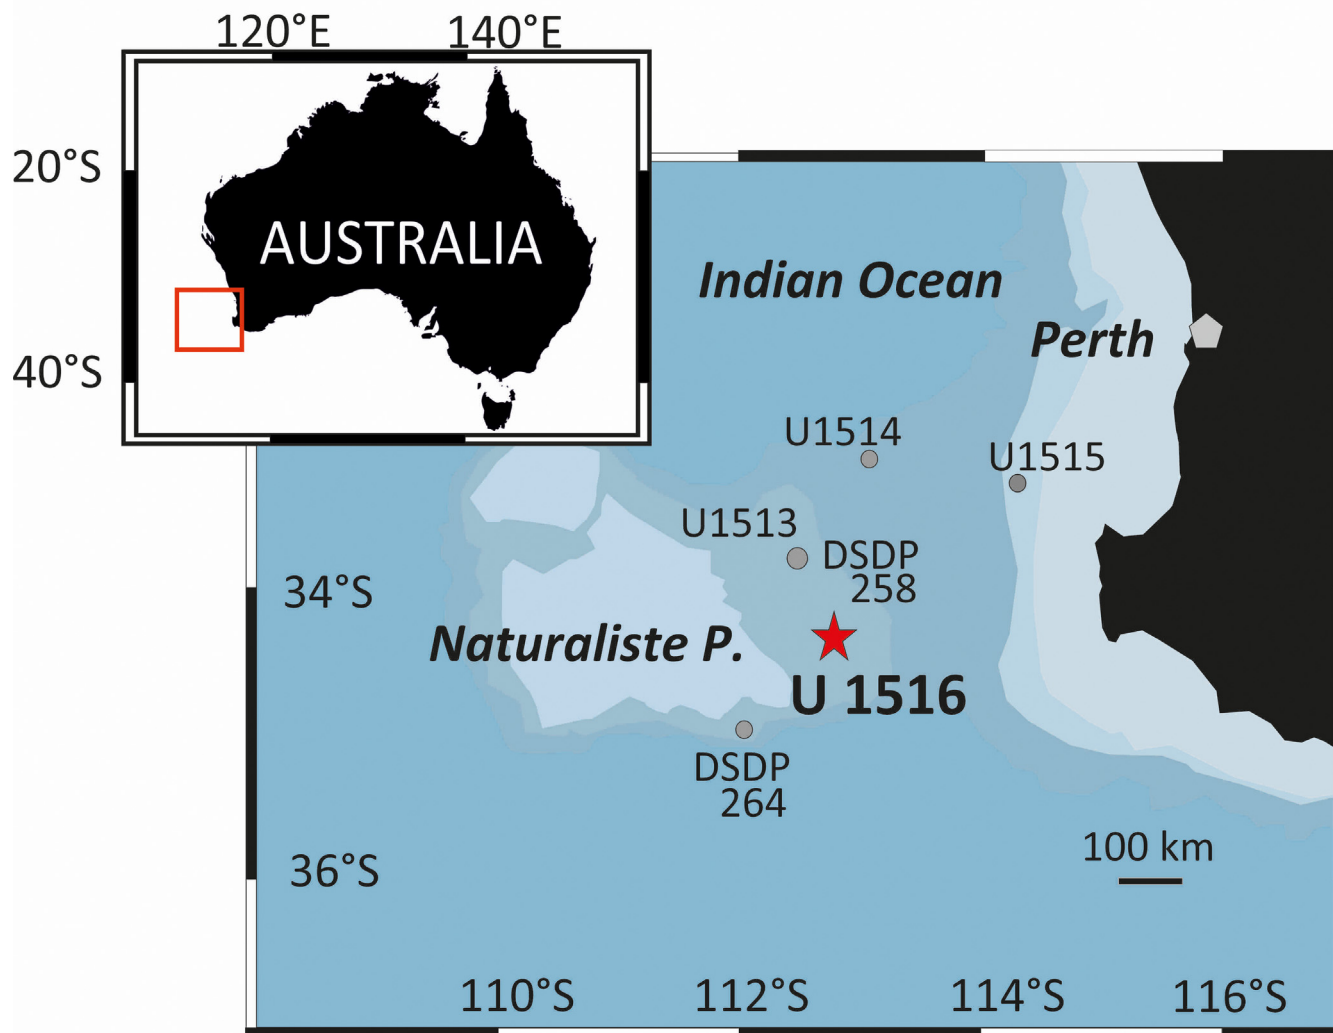 120°E 140°E
20°S
AUSTRALIA
40°S
Indian Ocean
Perth
U1514
U1515
U1513
DSDP
258
34°S
Naturaliste P.
U 1516
DSDP
264
100 km
36°S
110°S 112°S 114°S 116°S